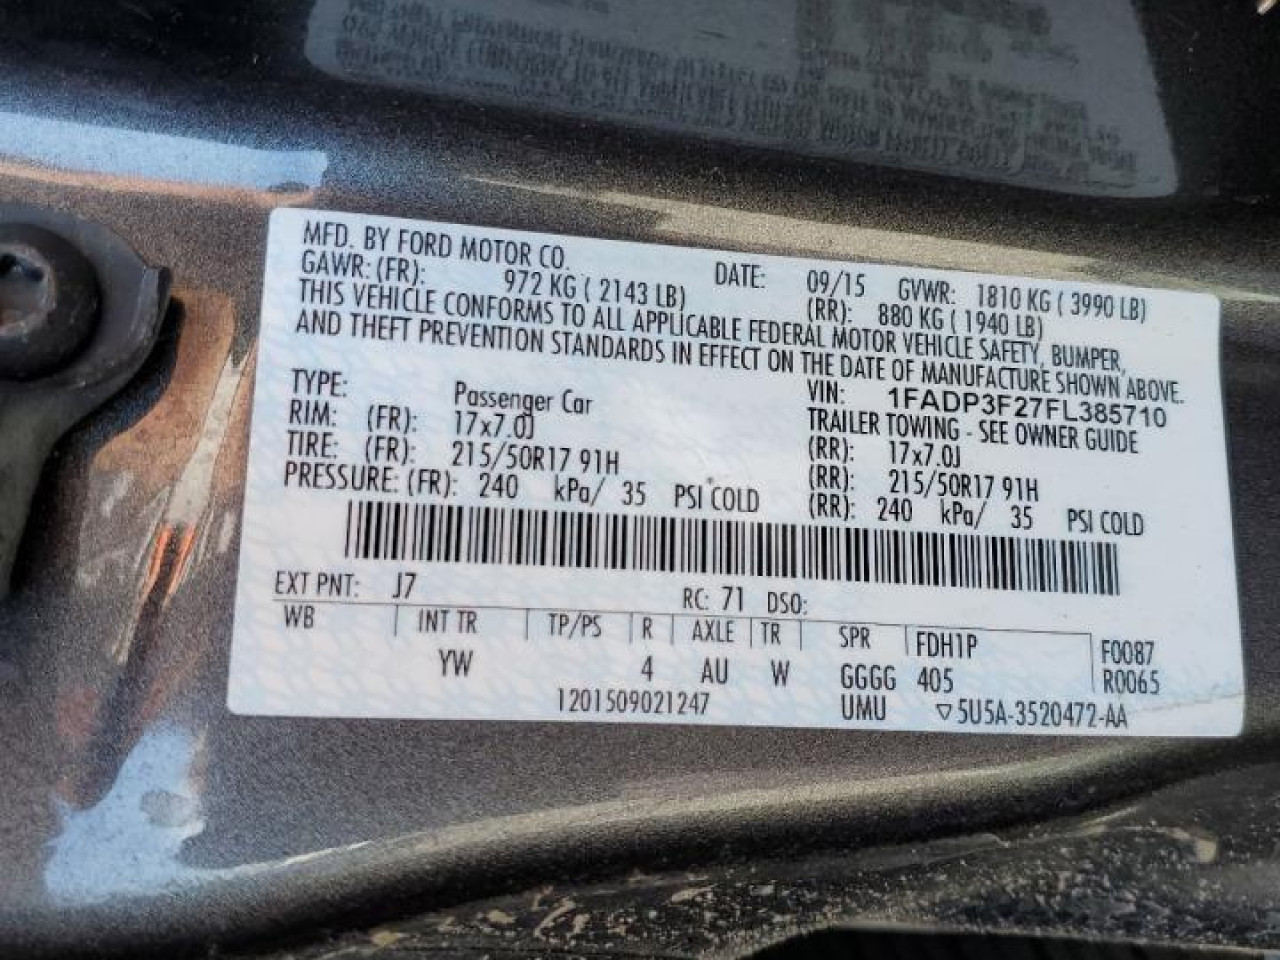 MFD. BY FORD MOTOR CO. DATE: 09/15 GVWR: 1810 KG ( 3990 LB)
GAWR: (FR): 972 KG ( 2143 LB) (RR): 880 KG ( 1940 LB)
THIS VEHICLE CONFORMS TO ALL APPLICABLE FEDERAL MOTOR VEHICLE SAFETY, BUMPER,
AND THEFT PREVENTION STANDARDS IN EFFECT ON THE DATE OF MANUFACTURE SHOWN ABOVE.
VIN: 1FADP3F27FL385710
TYPE: Passenger Car TRAILER TOWING - SEE OWNER GUIDE
RIM: (FR): 17x7.0J (RR): 17x7.0J
TIRE: (FR): 215/50R17 91H (RR): 215/50R17 91H
PRESSURE: (FR): 240 kPa/ 35 PSI COLD (RR): 240 kPa/ 35 PSI COLD
EXT PNT: J7 RC: 71 DSO:
WB INT TR TP/PS R AXLE TR SPR FDH1P F0087
YW 4 AU W GGGG 405 R0065
1201509021247 UMU ▽5U5A-3520472-AA